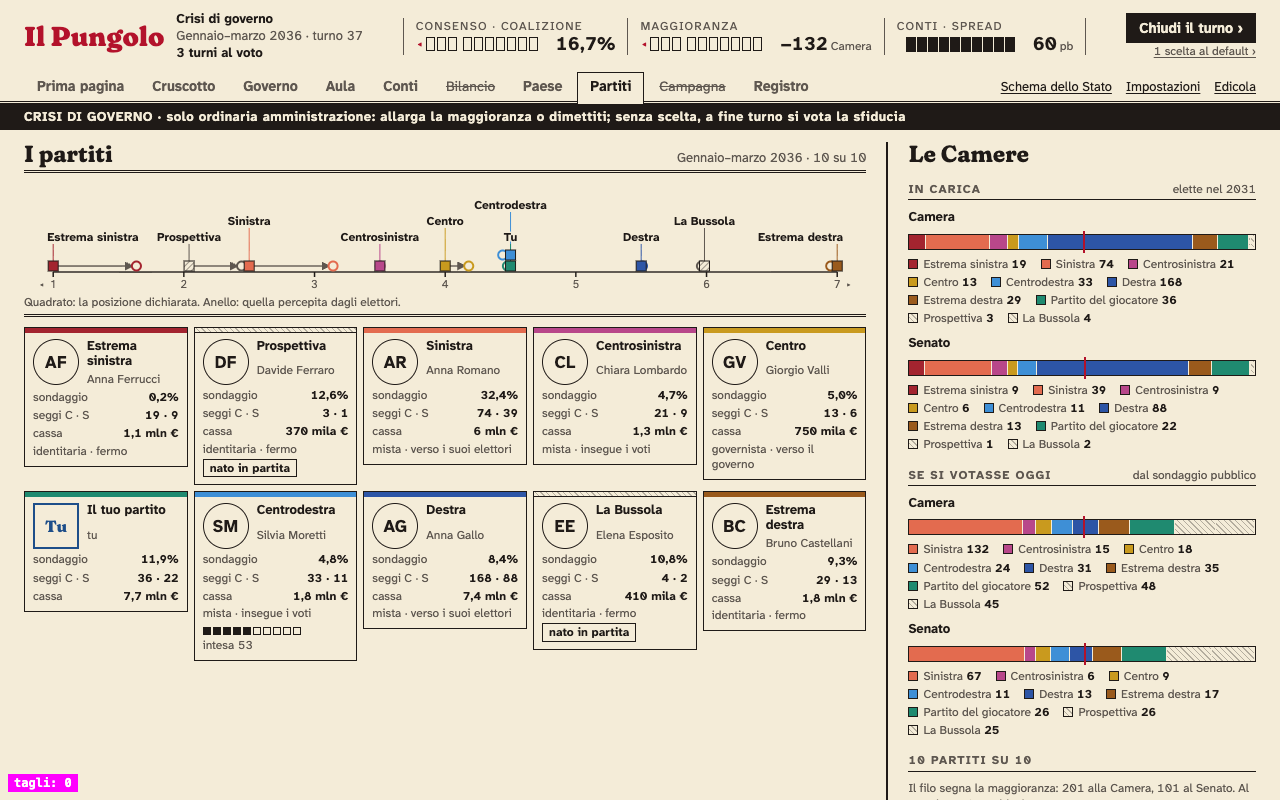 Il Pungolo
Crisi di governo
Gennaio–marzo 2036 · turno 37
3 turni al voto
CONSENSO · COALIZIONE
16,7%
MAGGIORANZA
−132 Camera
CONTI · SPREAD
60 pb
Chiudi il turno ›
1 scelta al default ›
Prima pagina Cruscotto Governo Aula Conti Bilancio Paese Partiti Campagna Registro
Schema dello Stato Impostazioni Edicola
CRISI DI GOVERNO · solo ordinaria amministrazione: allarga la maggioranza o dimettiti; senza scelta, a fine turno si vota la sfiducia
I partiti
Gennaio–marzo 2036 · 10 su 10
Centrodestra
Sinistra Centro La Bussola
Estrema sinistra Prospettiva Centrosinistra Tu Destra Estrema destra
1 2 3 4 5 6 7
Quadrato: la posizione dichiarata. Anello: quella percepita dagli elettori.
AF
Estrema sinistra
Anna Ferrucci
sondaggio 0,2%
seggi C · S 19 · 9
cassa 1,1 mln €
identitaria · fermo
DF
Prospettiva
Davide Ferraro
sondaggio 12,6%
seggi C · S 3 · 1
cassa 370 mila €
identitaria · fermo
nato in partita
AR
Sinistra
Anna Romano
sondaggio 32,4%
seggi C · S 74 · 39
cassa 6 mln €
mista · verso i suoi elettori
CL
Centrosinistra
Chiara Lombardo
sondaggio 4,7%
seggi C · S 21 · 9
cassa 1,3 mln €
mista · insegue i voti
GV
Centro
Giorgio Valli
sondaggio 5,0%
seggi C · S 13 · 6
cassa 750 mila €
governista · verso il
governo
Tu
Il tuo partito
tu
sondaggio 11,9%
seggi C · S 36 · 22
cassa 7,7 mln €
SM
Centrodestra
Silvia Moretti
sondaggio 4,8%
seggi C · S 33 · 11
cassa 1,8 mln €
mista · insegue i voti
intesa 53
AG
Destra
Anna Gallo
sondaggio 8,4%
seggi C · S 168 · 88
cassa 7,4 mln €
mista · verso i suoi elettori
EE
La Bussola
Elena Esposito
sondaggio 10,8%
seggi C · S 4 · 2
cassa 410 mila €
identitaria · fermo
nato in partita
BC
Estrema destra
Bruno Castellani
sondaggio 9,3%
seggi C · S 29 · 13
cassa 1,8 mln €
identitaria · fermo
Le Camere
IN CARICA elette nel 2031
Camera
Estrema sinistra 19 Sinistra 74 Centrosinistra 21
Centro 13 Centrodestra 33 Destra 168
Estrema destra 29 Partito del giocatore 36
Prospettiva 3 La Bussola 4
Senato
Estrema sinistra 9 Sinistra 39 Centrosinistra 9
Centro 6 Centrodestra 11 Destra 88
Estrema destra 13 Partito del giocatore 22
Prospettiva 1 La Bussola 2
SE SI VOTASSE OGGI dal sondaggio pubblico
Camera
Sinistra 132 Centrosinistra 15 Centro 18
Centrodestra 24 Destra 31 Estrema destra 35
Partito del giocatore 52 Prospettiva 48
La Bussola 45
Senato
Sinistra 67 Centrosinistra 6 Centro 9
Centrodestra 11 Destra 13 Estrema destra 17
Partito del giocatore 26 Prospettiva 26
La Bussola 25
10 PARTITI SU 10
Il filo segna la maggioranza: 201 alla Camera, 101 al Senato. Al
tagli: 0